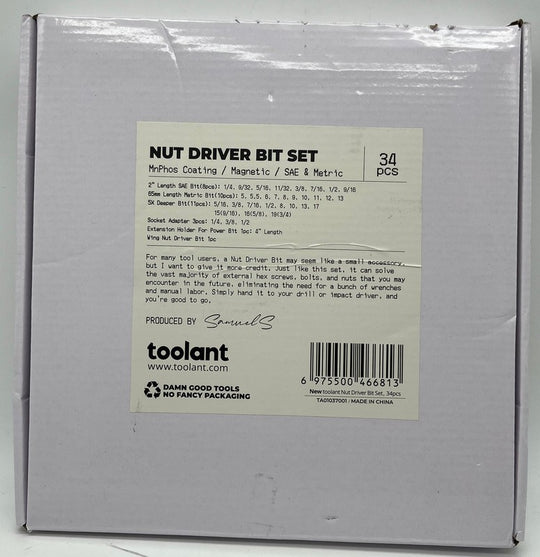 NUT DRIVER BIT SET
34 pcs
MnPhos Coating / Magnetic / SAE & Metric
2" Length SAE Bit(8pcs): 1/4, 9/32, 5/16, 11/32, 3/8, 7/16, 1/2, 9/16
65mm Length Metric Bit(10pcs): 5, 5.5, 6, 7, 8, 9, 10, 11, 12, 13
5X Deeper Bit(11pcs): 5/16, 3/8, 7/16, 1/2, 8, 10, 13, 17
15(9/16), 16(5/8), 19(3/4)
Socket Adapter 3pcs: 1/4, 3/8, 1/2
Extension Holder For Power Bit 1pc: 4" Length
Wing Nut Driver Bit 1pc
For many tool users, a Nut Driver Bit may seem like a small accessory,
but I want to give it more credit. Just like this set, it can solve
the vast majority of external hex screws, bolts, and nuts that you may
encounter in the future, eliminating the need for a bunch of wrenches
and manual labor. Simply hand it to your drill or impact driver, and
you're good to go.
PRODUCED BY SamuelS
toolant
www.toolant.com
DAMN GOOD TOOLS
NO FANCY PACKAGING
6 975500 466813
New toolant Nut Driver Bit Set, 34pcs
TA01037001 / MADE IN CHINA